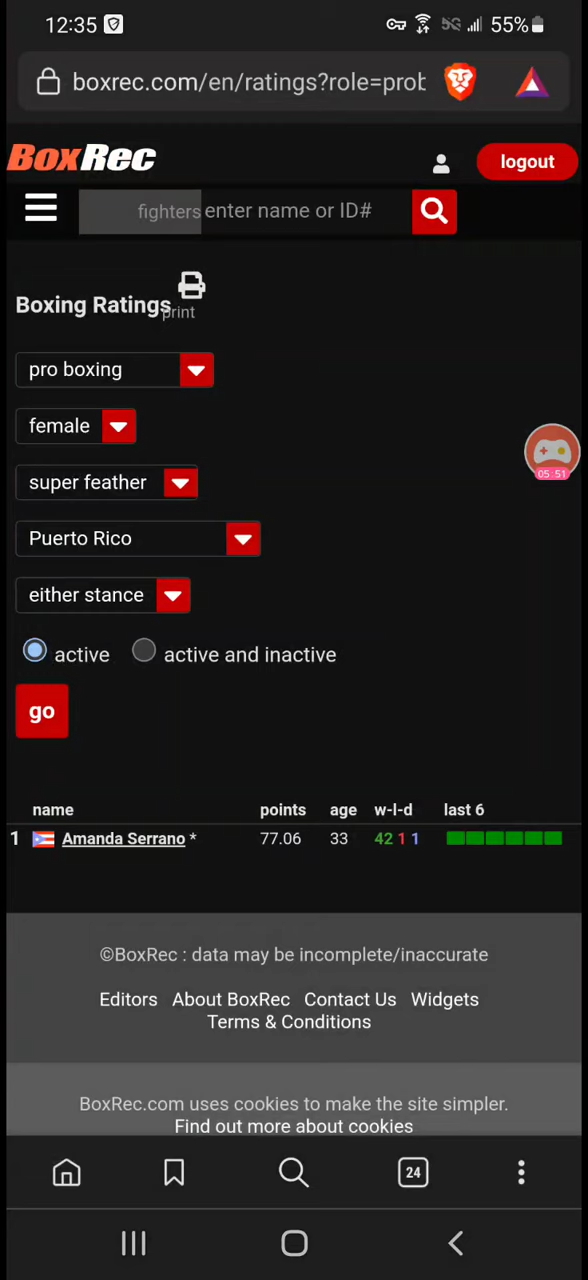 12:35 5G 55%
boxrec.com/en/ratings?role=prob
BoxRec logout
fighters enter name or ID#
Boxing Ratings print
pro boxing
female
05:51
super feather
Puerto Rico
either stance
active active and inactive
go
name points age w-l-d last 6
1 Amanda Serrano * 77.06 33 42 1 1
©BoxRec : data may be incomplete/inaccurate
Editors About BoxRec Contact Us Widgets
Terms & Conditions
BoxRec.com uses cookies to make the site simpler.
Find out more about cookies
24